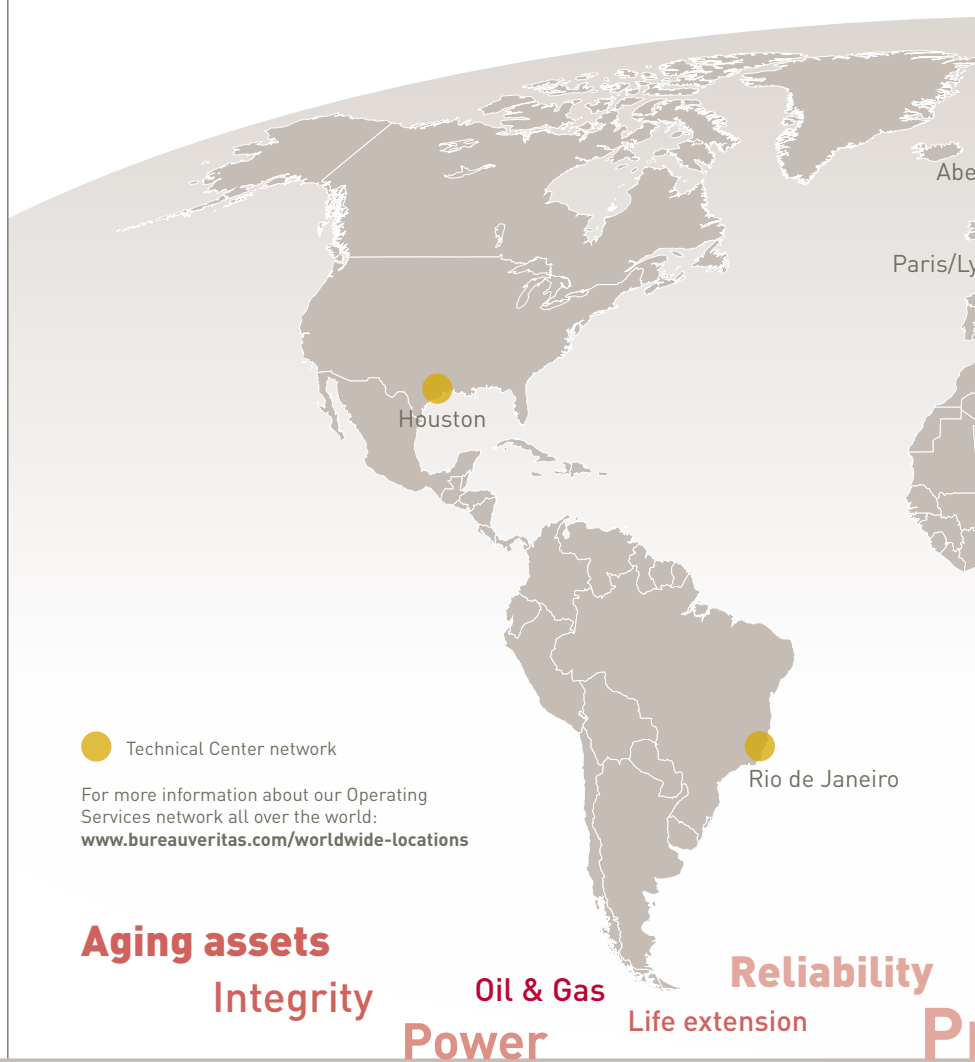 Abe
Paris/Ly
Houston
Technical Center network
Rio de Janeiro
For more information about our Operating
Services network all over the world:
www.bureauveritas.com/worldwide-locations
Aging assets
Reliability
Integrity
Oil & Gas
Life extension
Power
Pr